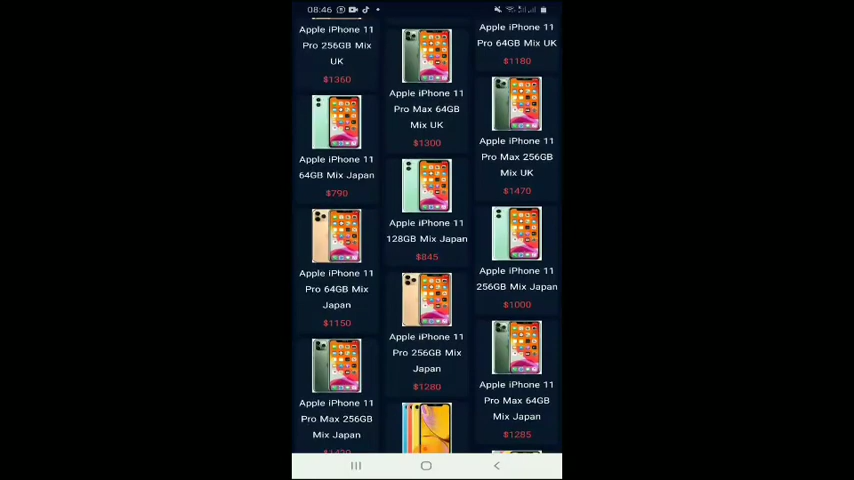 08:46
Apple iPhone 11
Pro 256GB Mix
UK
$1360
Apple iPhone 11
64GB Mix Japan
$790
Apple iPhone 11
Pro 64GB Mix
Japan
$1150
Apple iPhone 11
Pro Max 256GB
Mix Japan
Apple iPhone 11
Pro Max 64GB
Mix UK
$1300
Apple iPhone 11
128GB Mix Japan
$845
Apple iPhone 11
Pro 256GB Mix
Japan
$1280
Apple iPhone 11
Pro 64GB Mix UK
$1180
Apple iPhone 11
Pro Max 256GB
Mix UK
$1470
Apple iPhone 11
256GB Mix Japan
$1000
Apple iPhone 11
Pro Max 64GB
Mix Japan
$1285